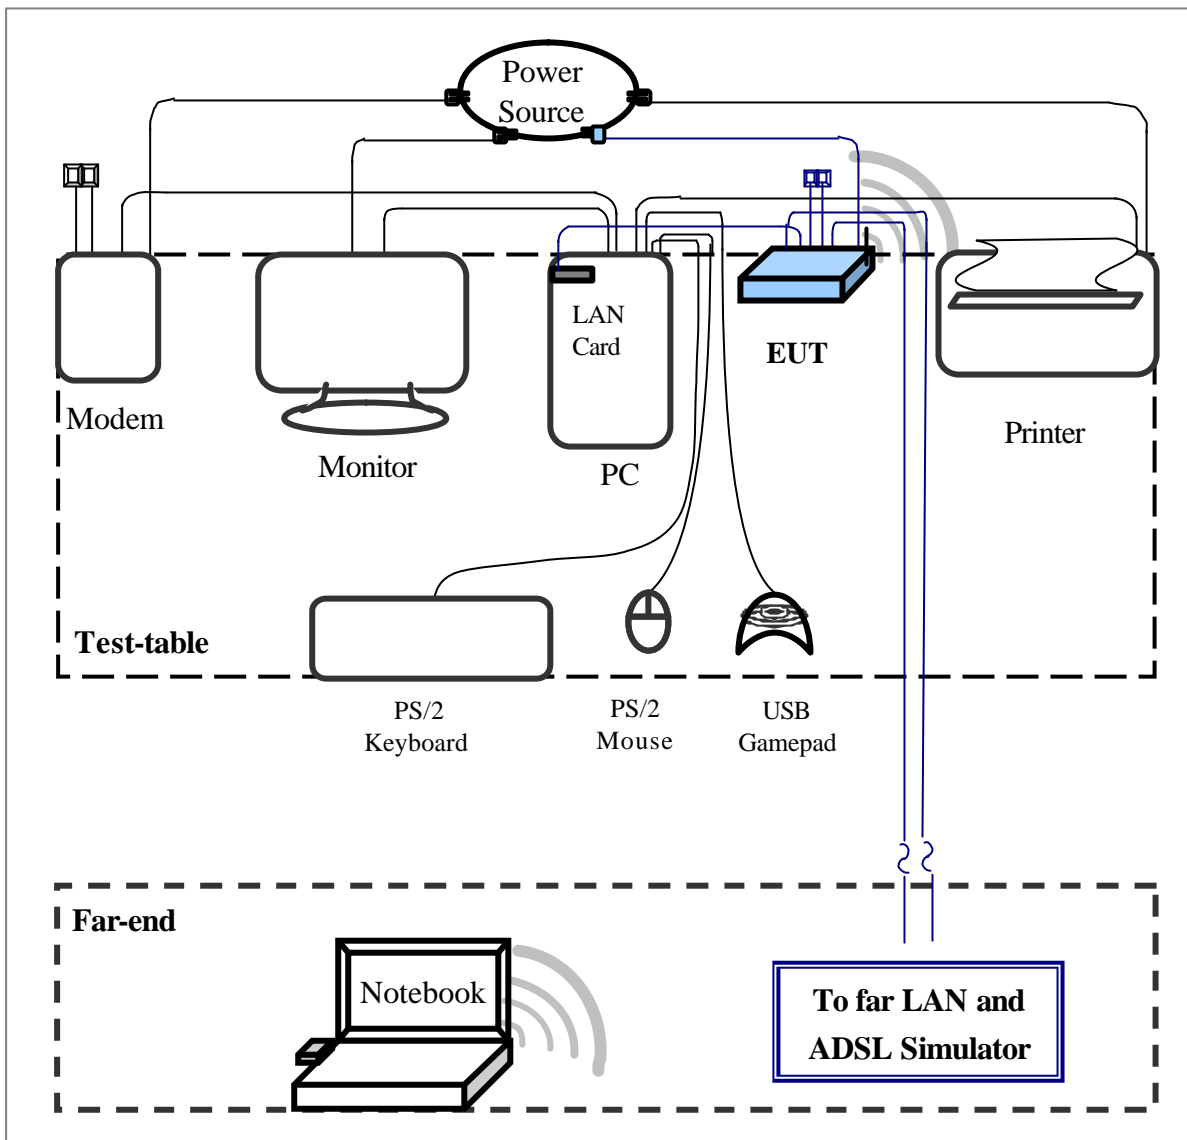 Power
Source
LAN
Card
EUT
Modem
Monitor
PC
Printer
Test-table
PS/2
Keyboard
PS/2
Mouse
USB
Gamepad
Far-end
Notebook
To far LAN and
ADSL Simulator